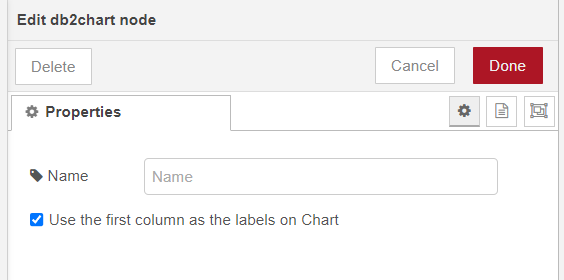 Edit db2chart node
Delete
Cancel
Done
Properties
Name
Name
Use the first column as the labels on Chart